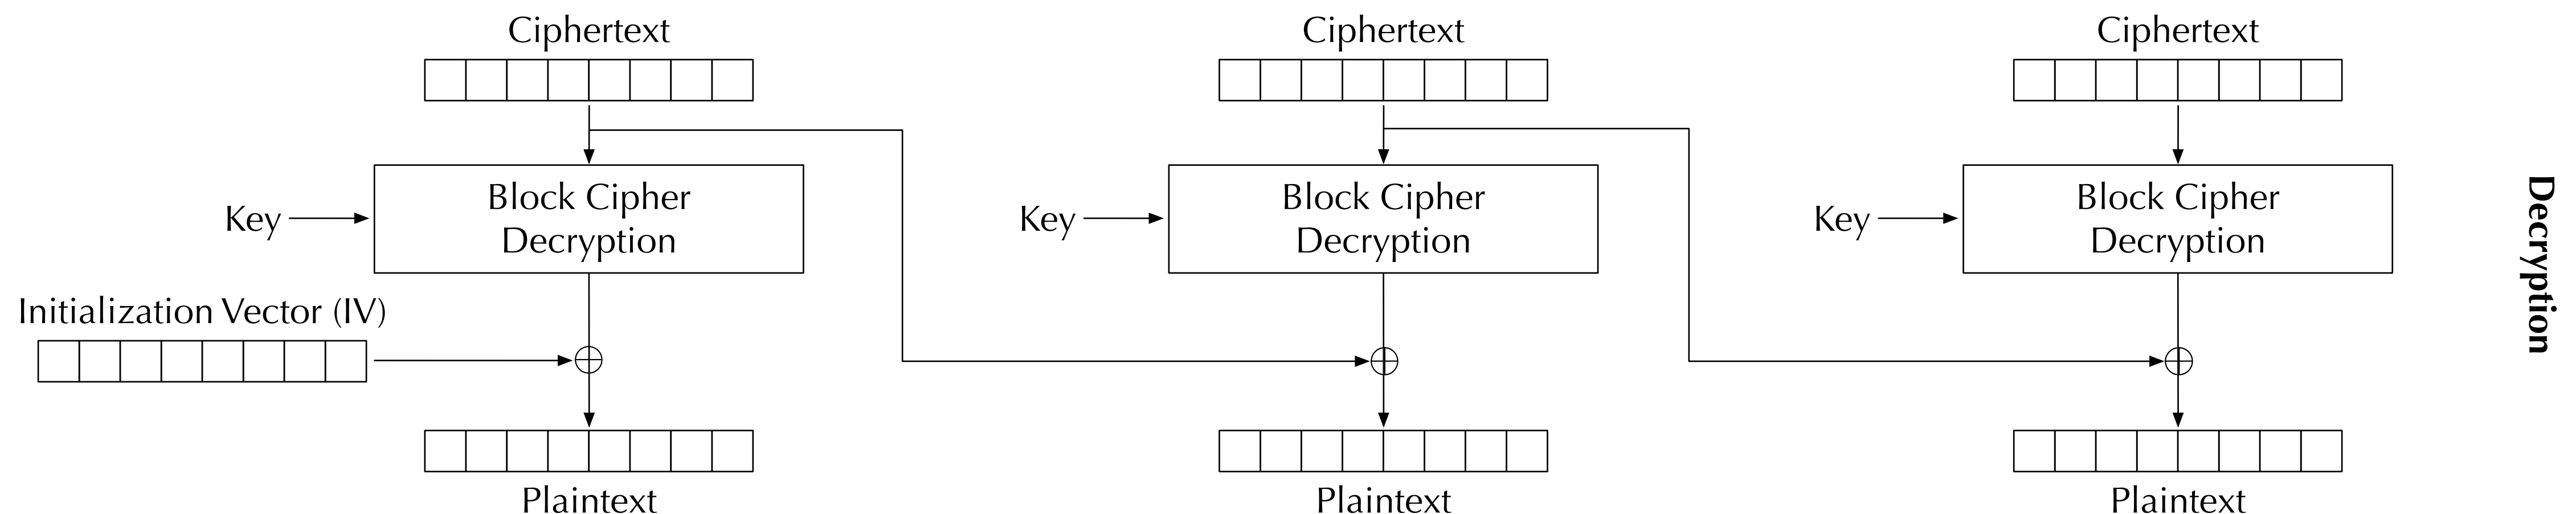 Ciphertext
Ciphertext
Ciphertext
Key
Block Cipher
Decryption
Key
Block Cipher
Decryption
Key
Block Cipher
Decryption
Initialization Vector (IV)
Plaintext
Plaintext
Plaintext
Decryption